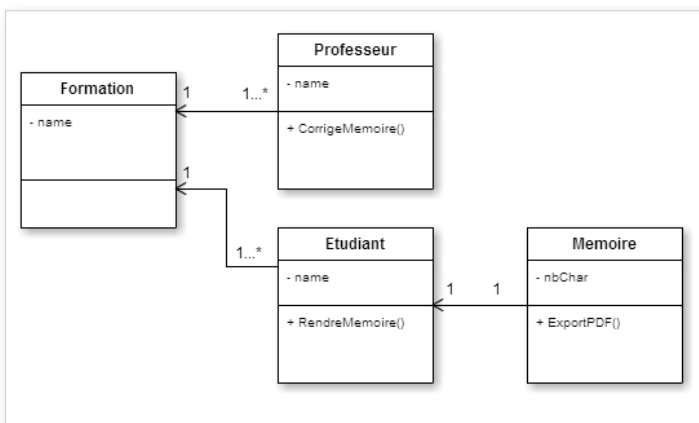 Professeur
- name
+ CorrigeMemoire()
Formation
- name
1
1...*
1
1...*
Etudiant
- name
+ RendreMemoire()
1
1
Memoire
- nbChar
+ ExportPDF()